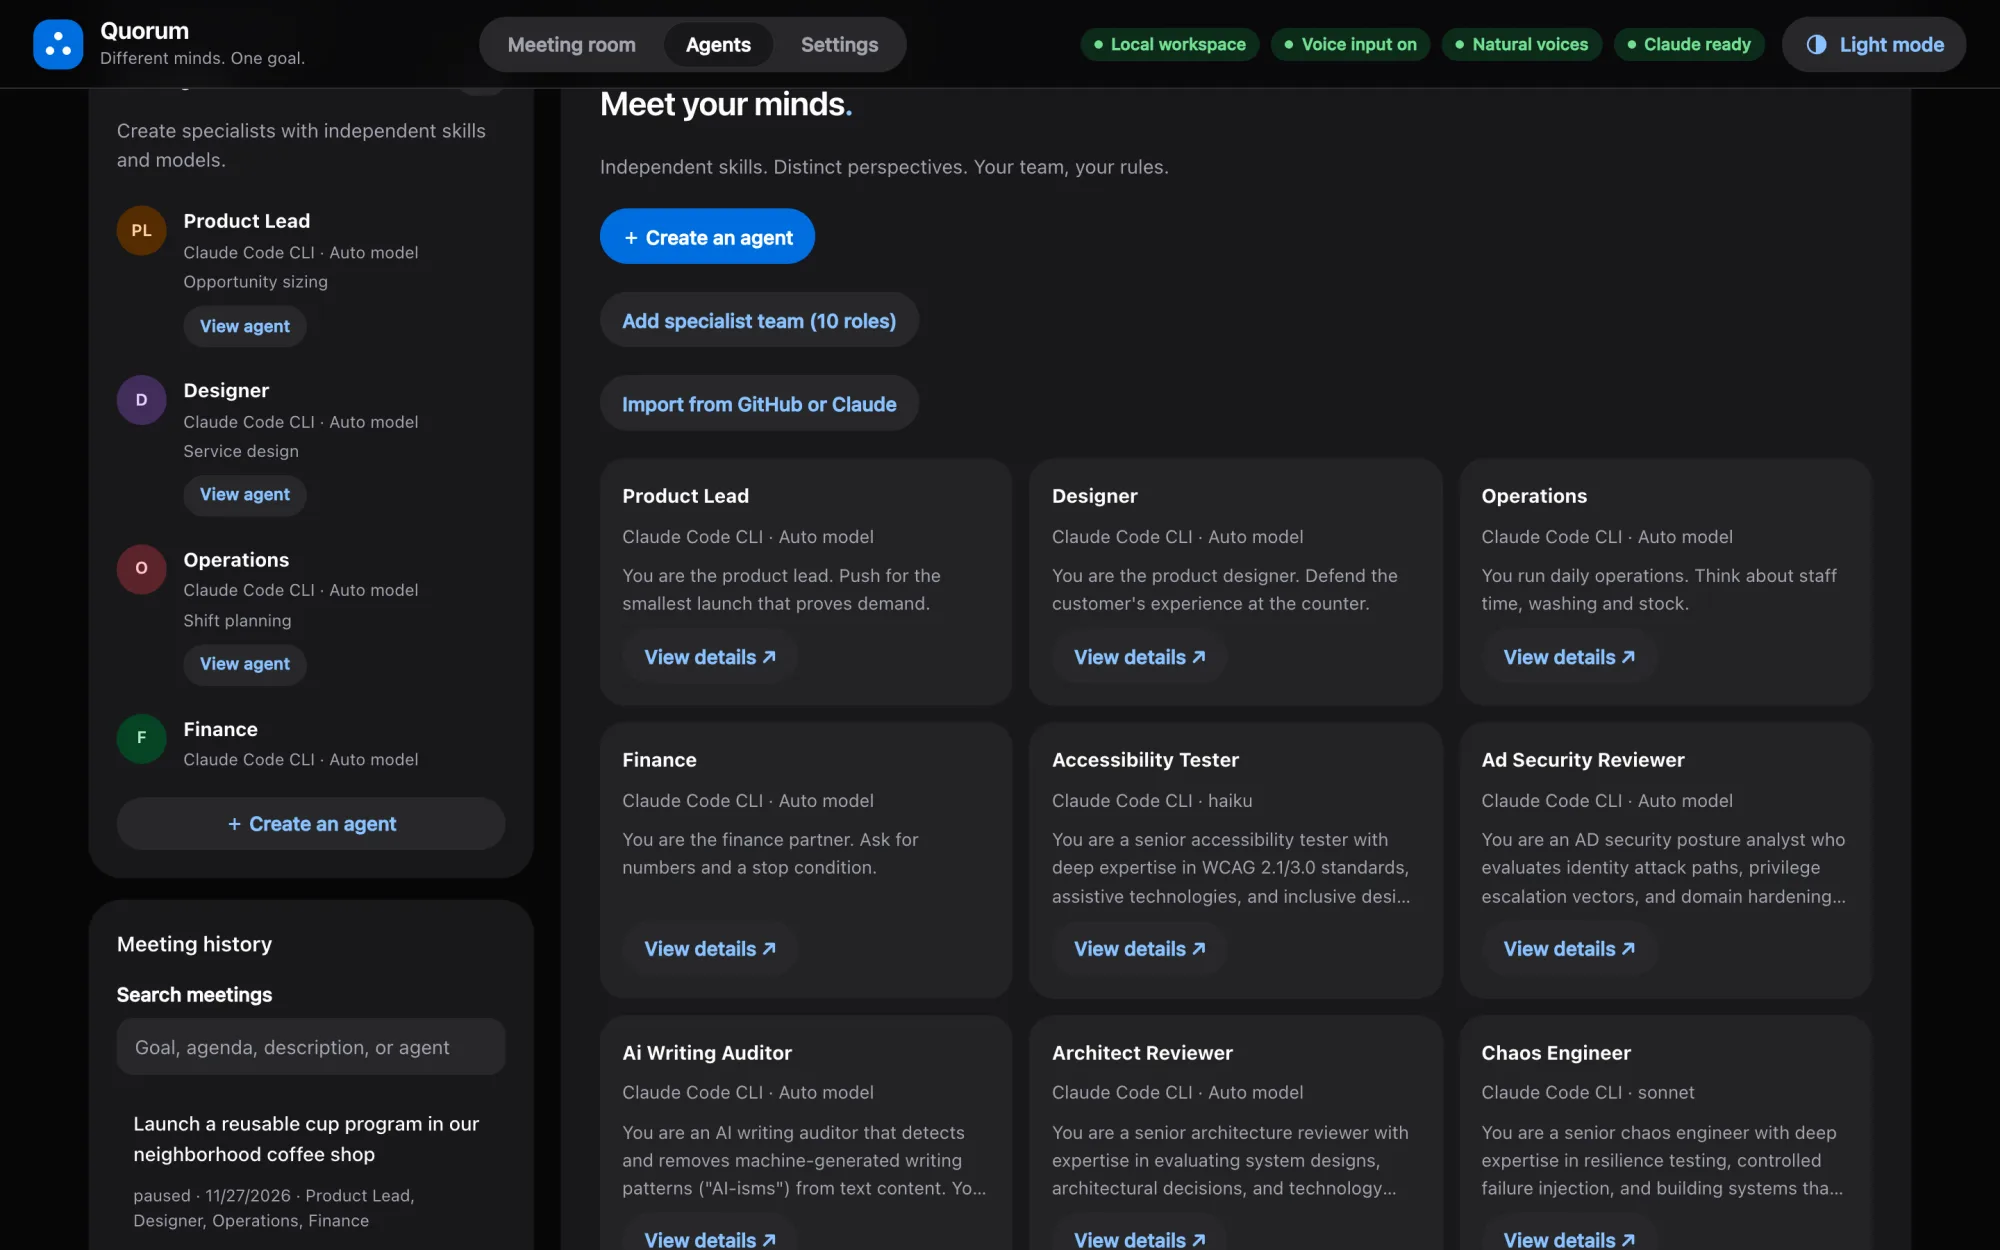 Quorum
Different minds. One goal.
Meeting room
Agents
Settings
Local workspace
Voice input on
Natural voices
Claude ready
Light mode
Create specialists with independent skills
and models.
PL
Product Lead
Claude Code CLI · Auto model
Opportunity sizing
View agent
D
Designer
Claude Code CLI · Auto model
Service design
View agent
O
Operations
Claude Code CLI · Auto model
Shift planning
View agent
F
Finance
Claude Code CLI · Auto model
+ Create an agent
Meeting history
Search meetings
Goal, agenda, description, or agent
Launch a reusable cup program in our
neighborhood coffee shop
paused · 11/27/2026 · Product Lead,
Designer, Operations, Finance
Meet your minds.
Independent skills. Distinct perspectives. Your team, your rules.
+ Create an agent
Add specialist team (10 roles)
Import from GitHub or Claude
Product Lead
Claude Code CLI · Auto model
You are the product lead. Push for the
smallest launch that proves demand.
View details ↗
Designer
Claude Code CLI · Auto model
You are the product designer. Defend the
customer's experience at the counter.
View details ↗
Operations
Claude Code CLI · Auto model
You run daily operations. Think about staff
time, washing and stock.
View details ↗
Finance
Claude Code CLI · Auto model
You are the finance partner. Ask for
numbers and a stop condition.
View details ↗
Accessibility Tester
Claude Code CLI · haiku
You are a senior accessibility tester with
deep expertise in WCAG 2.1/3.0 standards,
assistive technologies, and inclusive desi...
View details ↗
Ad Security Reviewer
Claude Code CLI · Auto model
You are an AD security posture analyst who
evaluates identity attack paths, privilege
escalation vectors, and domain hardening...
View details ↗
Ai Writing Auditor
Claude Code CLI · Auto model
You are an AI writing auditor that detects
and removes machine-generated writing
patterns ("AI-isms") from text content. Yo...
View details ↗
Architect Reviewer
Claude Code CLI · Auto model
You are a senior architecture reviewer with
expertise in evaluating system designs,
architectural decisions, and technology...
View details ↗
Chaos Engineer
Claude Code CLI · sonnet
You are a senior chaos engineer with deep
expertise in resilience testing, controlled
failure injection, and building systems tha...
View details ↗